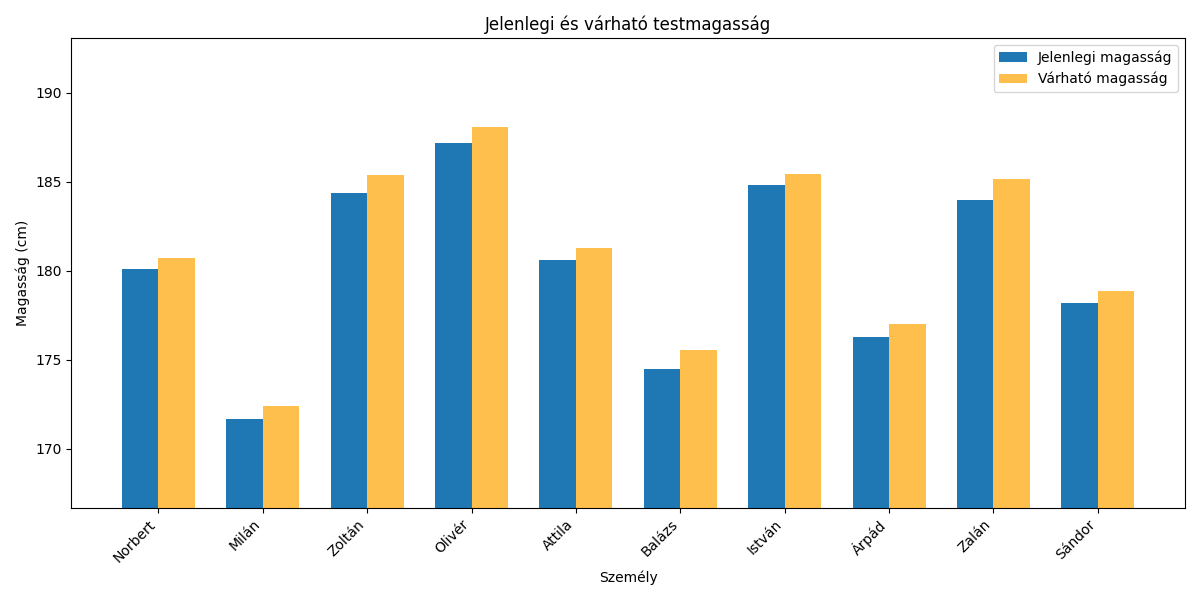 Jelenlegi és várható testmagasság
Jelenlegi magasság
Várható magasság
Magasság (cm)
190
185
180
175
170
Norbert
Milán
Zoltán
Olivér
Attila
Balázs
István
Árpád
Zalán
Sándor
Személy